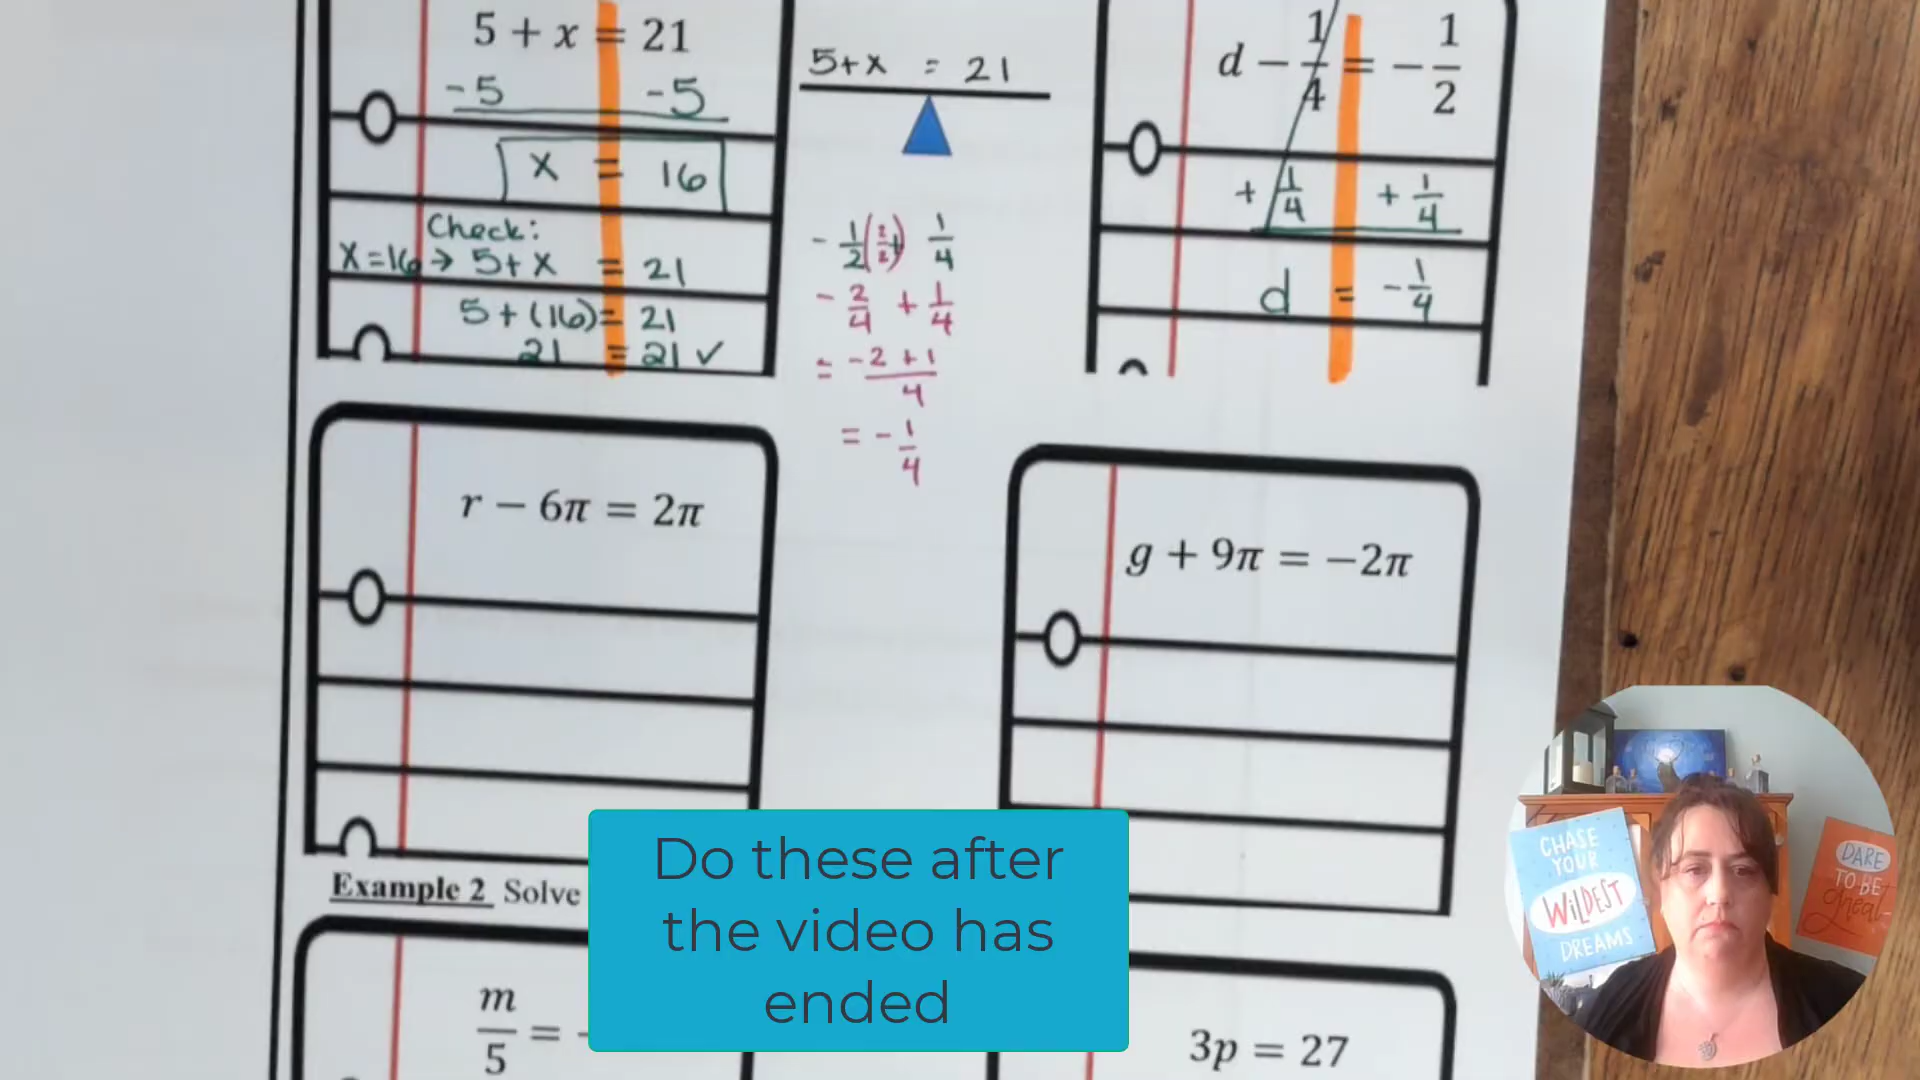 5 + x = 21
-5 -5
x = 16
Check:
x=16 → 5+x = 21
5+(16)= 21
21 = 21 ✓
5+x = 21
-1/2(2/2)+ 1/4
-2/4 + 1/4
= -2+1/4
= -1/4
d − 1/4 = −1/2
+ 1/4 + 1/4
d = -1/4
r − 6π = 2π
g + 9π = −2π
Example 2 Solve
m/5 = -
3p = 27
Do these after
the video has
ended
CHASE
YOUR
WiLDEST
DREAMS
DARE
TO BE
Great